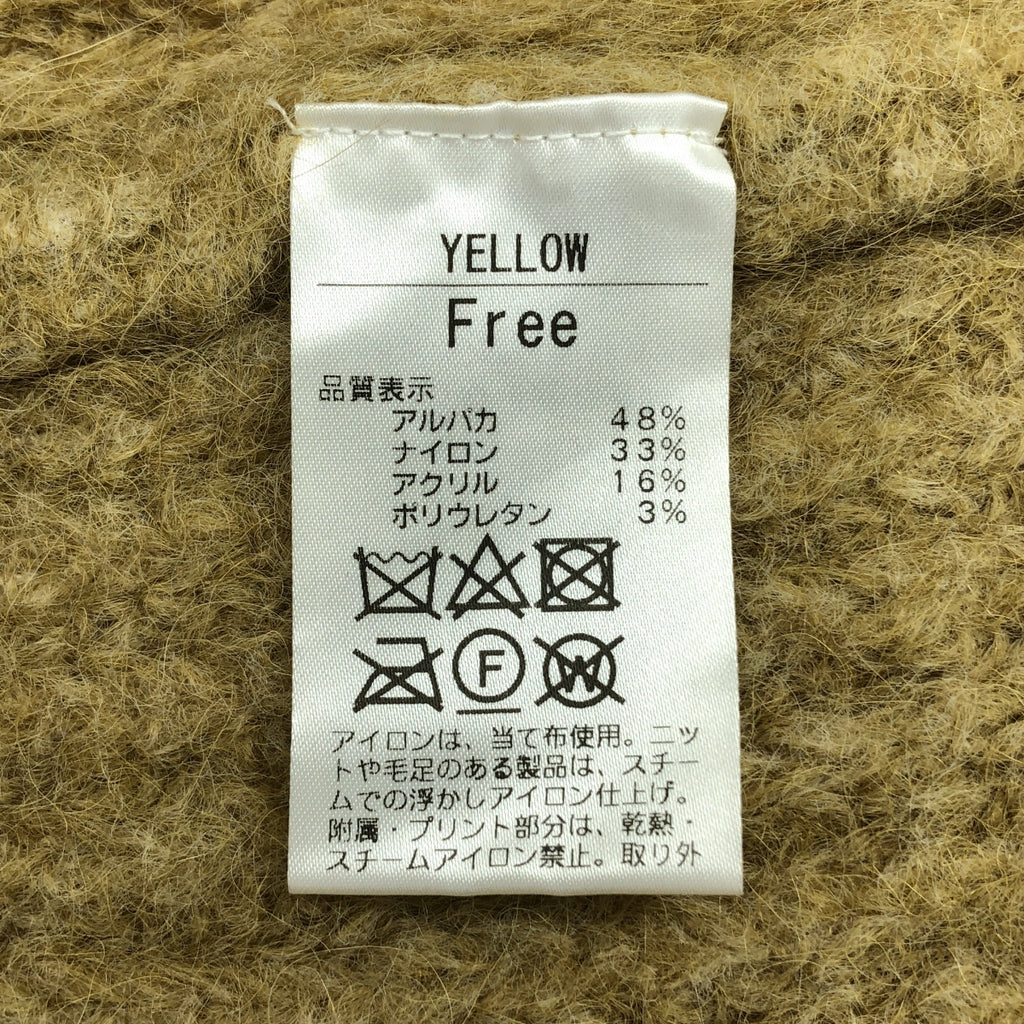 YELLOW
Free
品質表示
アルパカ 48%
ナイロン 33%
アクリル 16%
ポリウレタン 3%
F
W
アイロンは、当て布使用。ニッ
トや毛足のある製品は、スチー
ムでの浮かしアイロン仕上げ。
附属・プリント部分は、乾熱・
スチームアイロン禁止。取り外